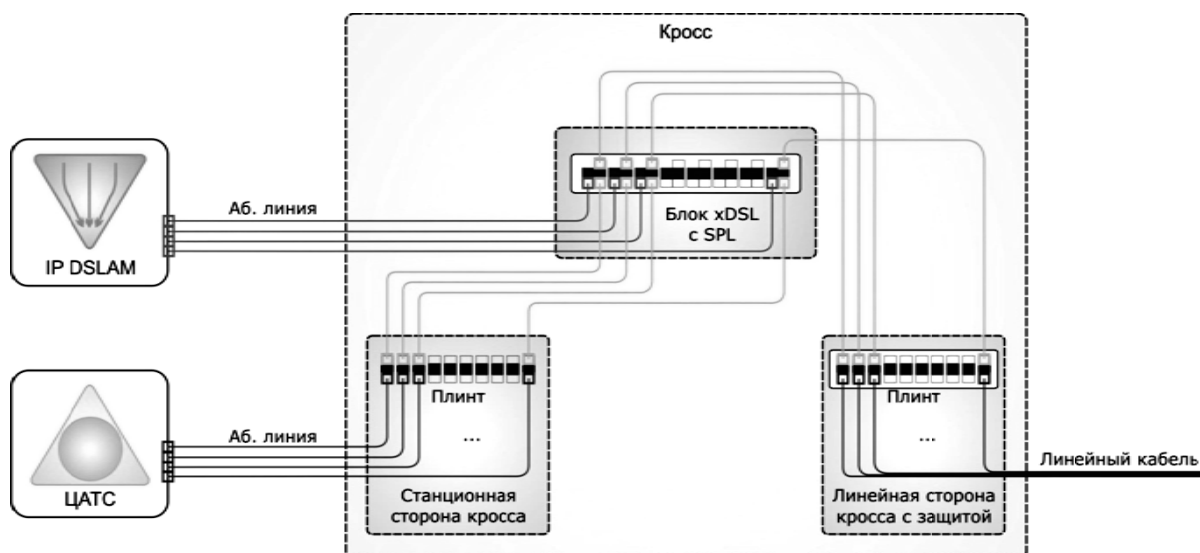 Кросс
Аб. линия
Блок xDSL
с SPL
IP DSLAM
Плинт
...
Плинт
...
Аб. линия
Линейный кабель
ЦАТС
Станционная
сторона кросса
Линейная сторона
кросса с защитой